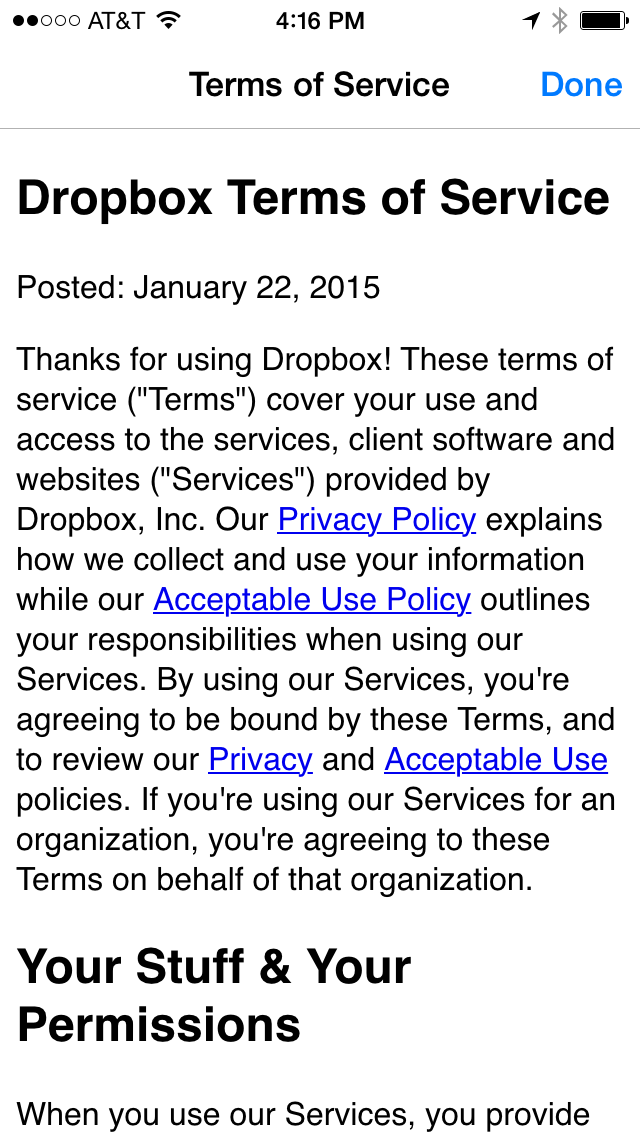 AT&T 4:16 PM
Terms of Service Done
Dropbox Terms of Service
Posted: January 22, 2015
Thanks for using Dropbox! These terms of
service ("Terms") cover your use and
access to the services, client software and
websites ("Services") provided by
Dropbox, Inc. Our Privacy Policy explains
how we collect and use your information
while our Acceptable Use Policy outlines
your responsibilities when using our
Services. By using our Services, you're
agreeing to be bound by these Terms, and
to review our Privacy and Acceptable Use
policies. If you're using our Services for an
organization, you're agreeing to these
Terms on behalf of that organization.
Your Stuff & Your
Permissions
When you use our Services, you provide